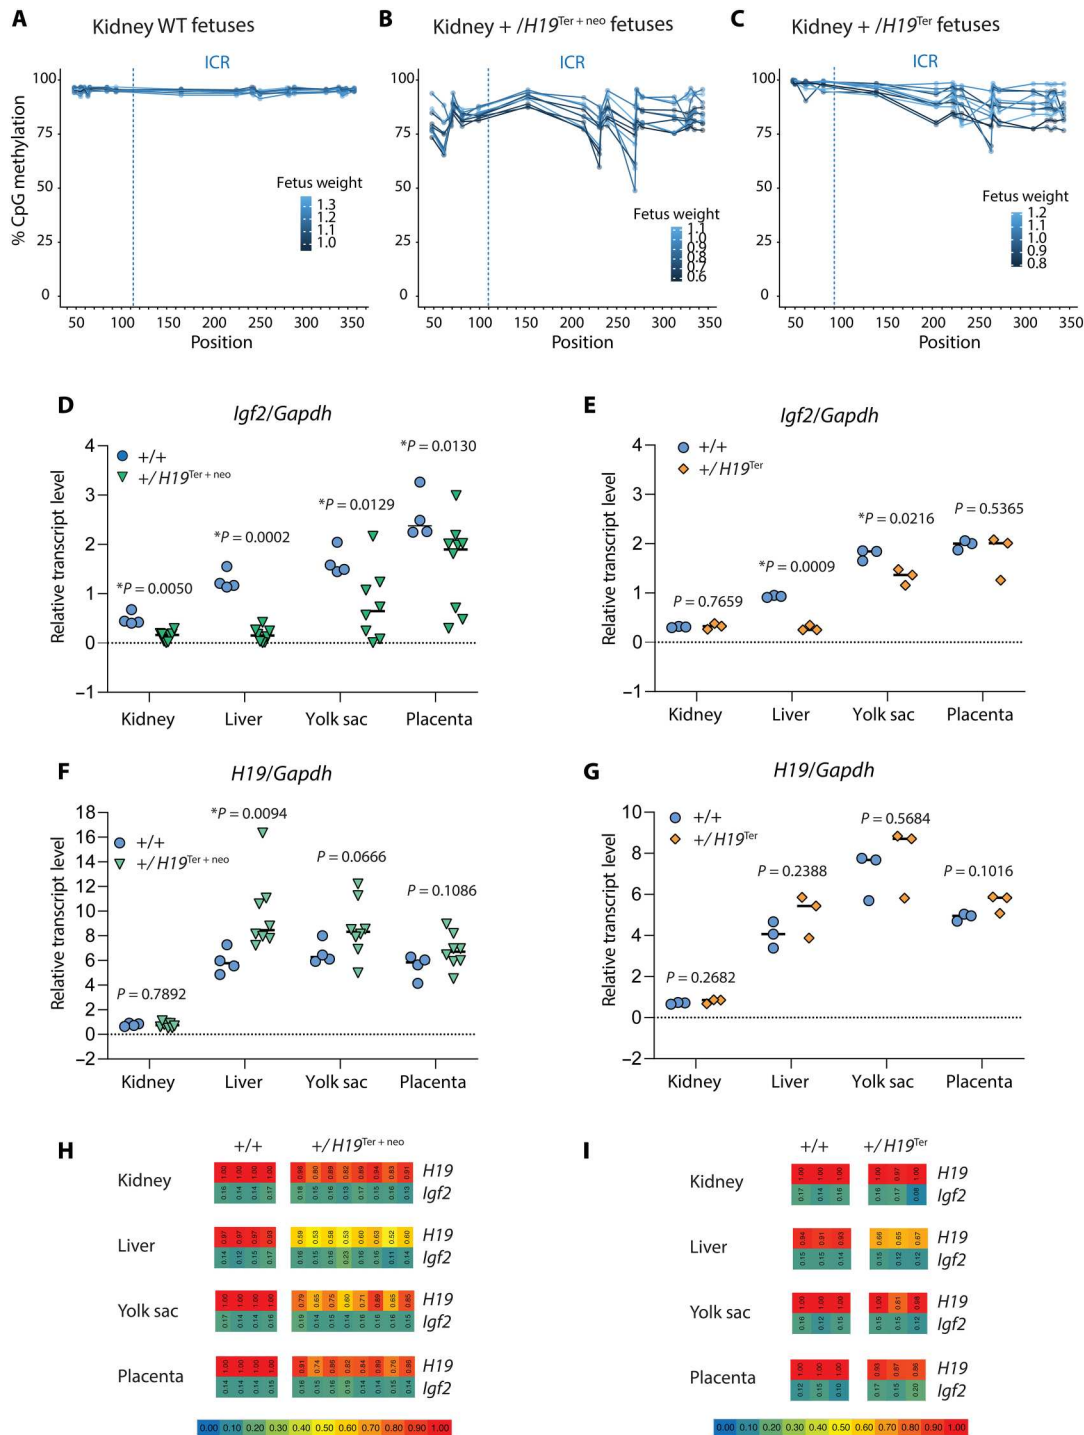 A
Kidney WT fetuses
B
Kidney +/H19Ter + neo fetuses
C
Kidney +/H19Ter fetuses
ICR
ICR
ICR
% CpG methylation
100
75
50
25
0
Fetus weight
1.3
1.2
1.1
1.0
50 100 150 200 250 300 350
Position
100
75
50
25
0
Fetus weight
1.1
1.0
0.9
0.8
0.7
0.6
50 100 150 200 250 300 350
Position
100
75
50
25
0
Fetus weight
1.2
1.1
1.0
0.9
0.8
50 100 150 200 250 300 350
Position
D
Igf2/Gapdh
Relative transcript level
4
3
2
1
0
−1
+/+
+/H19Ter + neo
*P = 0.0050
*P = 0.0002
*P = 0.0129
*P = 0.0130
Kidney Liver Yolk sac Placenta
E
Igf2/Gapdh
Relative transcript level
4
3
2
1
0
−1
+/+
+/H19Ter
P = 0.7659
*P = 0.0009
*P = 0.0216
P = 0.5365
Kidney Liver Yolk sac Placenta
F
H19/Gapdh
Relative transcript level
18
16
14
12
10
8
6
4
2
0
−2
+/+
+/H19Ter + neo
P = 0.7892
*P = 0.0094
P = 0.0666
P = 0.1086
Kidney Liver Yolk sac Placenta
G
H19/Gapdh
Relative transcript level
10
8
6
4
2
0
−2
+/+
+/H19Ter
P = 0.2682
P = 0.2388
P = 0.5684
P = 0.1016
Kidney Liver Yolk sac Placenta
H
+/+ +/H19Ter + neo
Kidney
H19
Igf2
Liver
H19
Igf2
Yolk sac
H19
Igf2
Placenta
H19
Igf2
0.00 0.10 0.20 0.30 0.40 0.50 0.60 0.70 0.80 0.90 1.00
I
+/+ +/H19Ter
Kidney
H19
Igf2
Liver
H19
Igf2
Yolk sac
H19
Igf2
Placenta
H19
Igf2
0.00 0.10 0.20 0.30 0.40 0.50 0.60 0.70 0.80 0.90 1.00